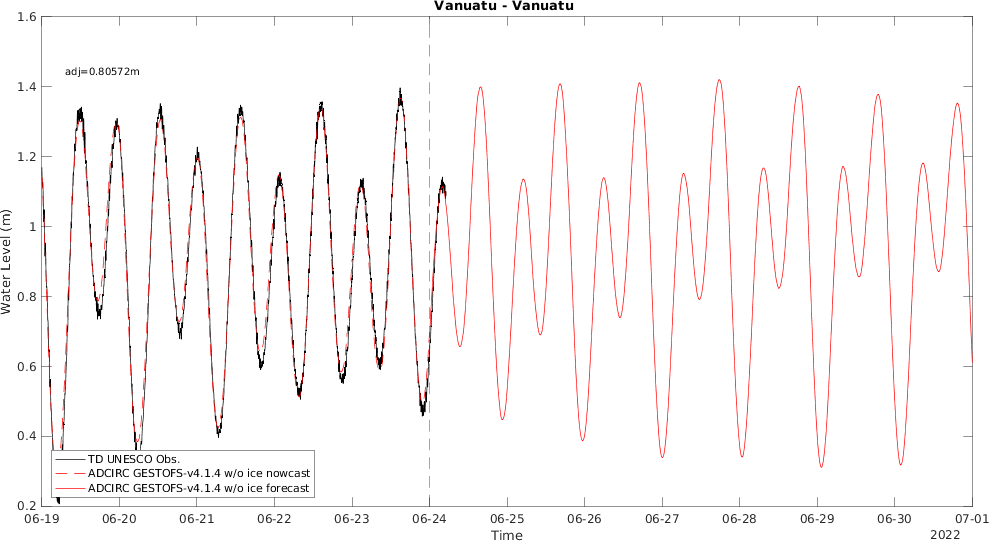 Vanuatu - Vanuatu
1.6
1.4
1.2
1
0.8
0.6
0.4
0.2
Water Level (m)
adj=0.80572m
TD UNESCO Obs.
ADCIRC GESTOFS-v4.1.4 w/o ice nowcast
ADCIRC GESTOFS-v4.1.4 w/o ice forecast
06-19 06-20 06-21 06-22 06-23 06-24 06-25 06-26 06-27 06-28 06-29 06-30 07-01
Time
2022